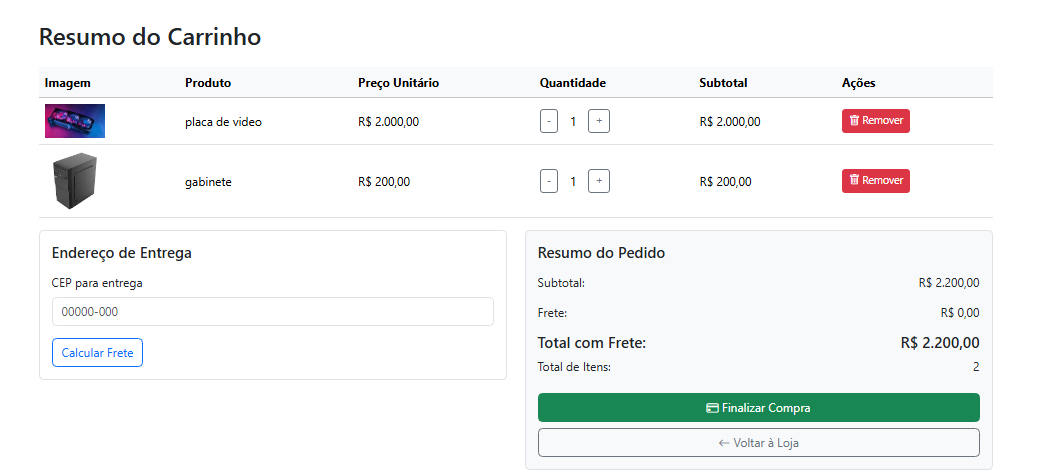 Resumo do Carrinho
Imagem Produto Preço Unitário Quantidade Subtotal Ações
placa de video R$ 2.000,00 - 1 + R$ 2.000,00 Remover
gabinete R$ 200,00 - 1 + R$ 200,00 Remover
Endereço de Entrega
CEP para entrega
00000-000
Calcular Frete
Resumo do Pedido
Subtotal: R$ 2.200,00
Frete: R$ 0,00
Total com Frete: R$ 2.200,00
Total de Itens: 2
Finalizar Compra
← Voltar à Loja